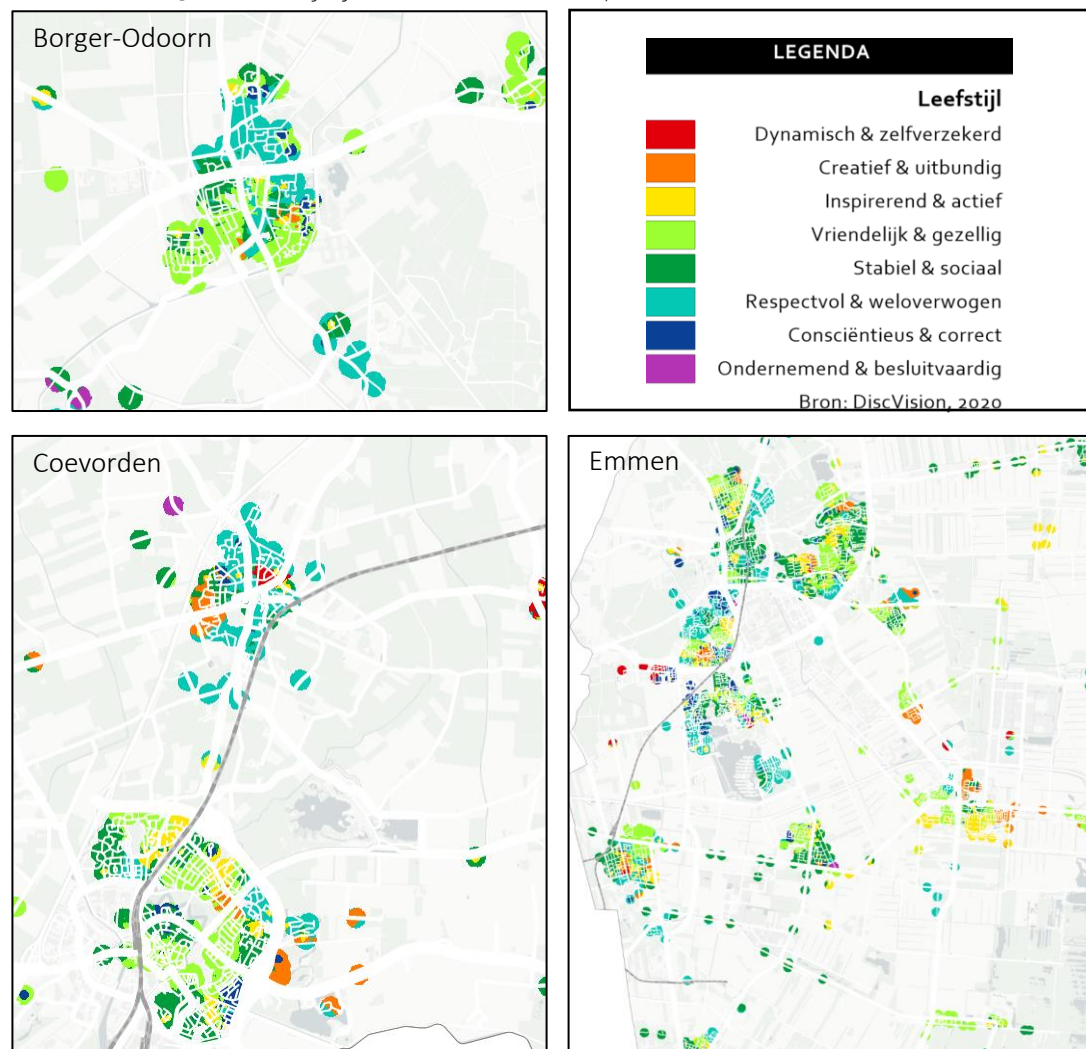 Borger-Odoorn
LEGENDA
Leefstijl
Dynamisch & zelfverzekerd
Creatief & uitbundig
Inspirerend & actief
Vriendelijk & gezellig
Stabiel & sociaal
Respectvol & weloverwogen
Consciëntieus & correct
Ondernemend & besluitvaardig
Bron: DiscVision, 2020
Coevorden
Emmen